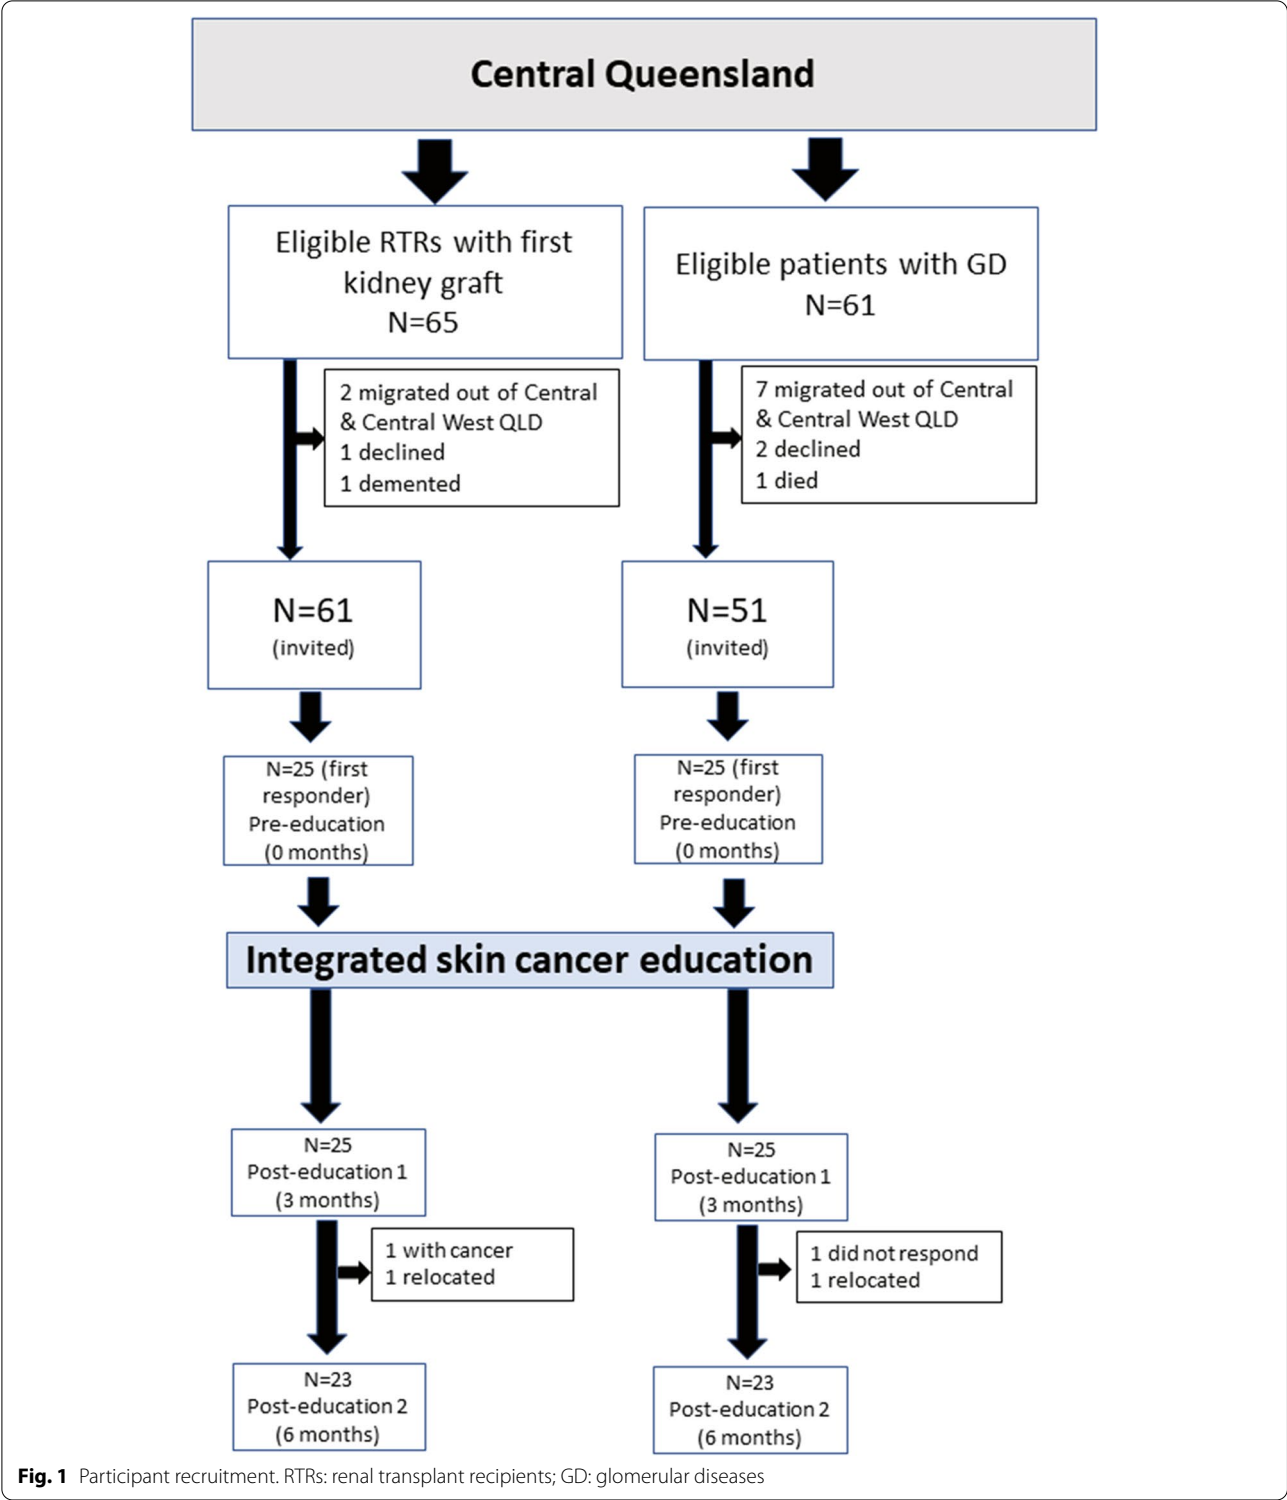 Central Queensland
Eligible RTRs with first
kidney graft
N=65
Eligible patients with GD
N=61
2 migrated out of Central
& Central West QLD
1 declined
1 demented
7 migrated out of Central
& Central West QLD
2 declined
1 died
N=61
(invited)
N=51
(invited)
N=25 (first
responder)
Pre-education
(0 months)
N=25 (first
responder)
Pre-education
(0 months)
Integrated skin cancer education
N=25
Post-education 1
(3 months)
N=25
Post-education 1
(3 months)
1 with cancer
1 relocated
1 did not respond
1 relocated
N=23
Post-education 2
(6 months)
N=23
Post-education 2
(6 months)
Fig. 1 Participant recruitment. RTRs: renal transplant recipients; GD: glomerular diseases